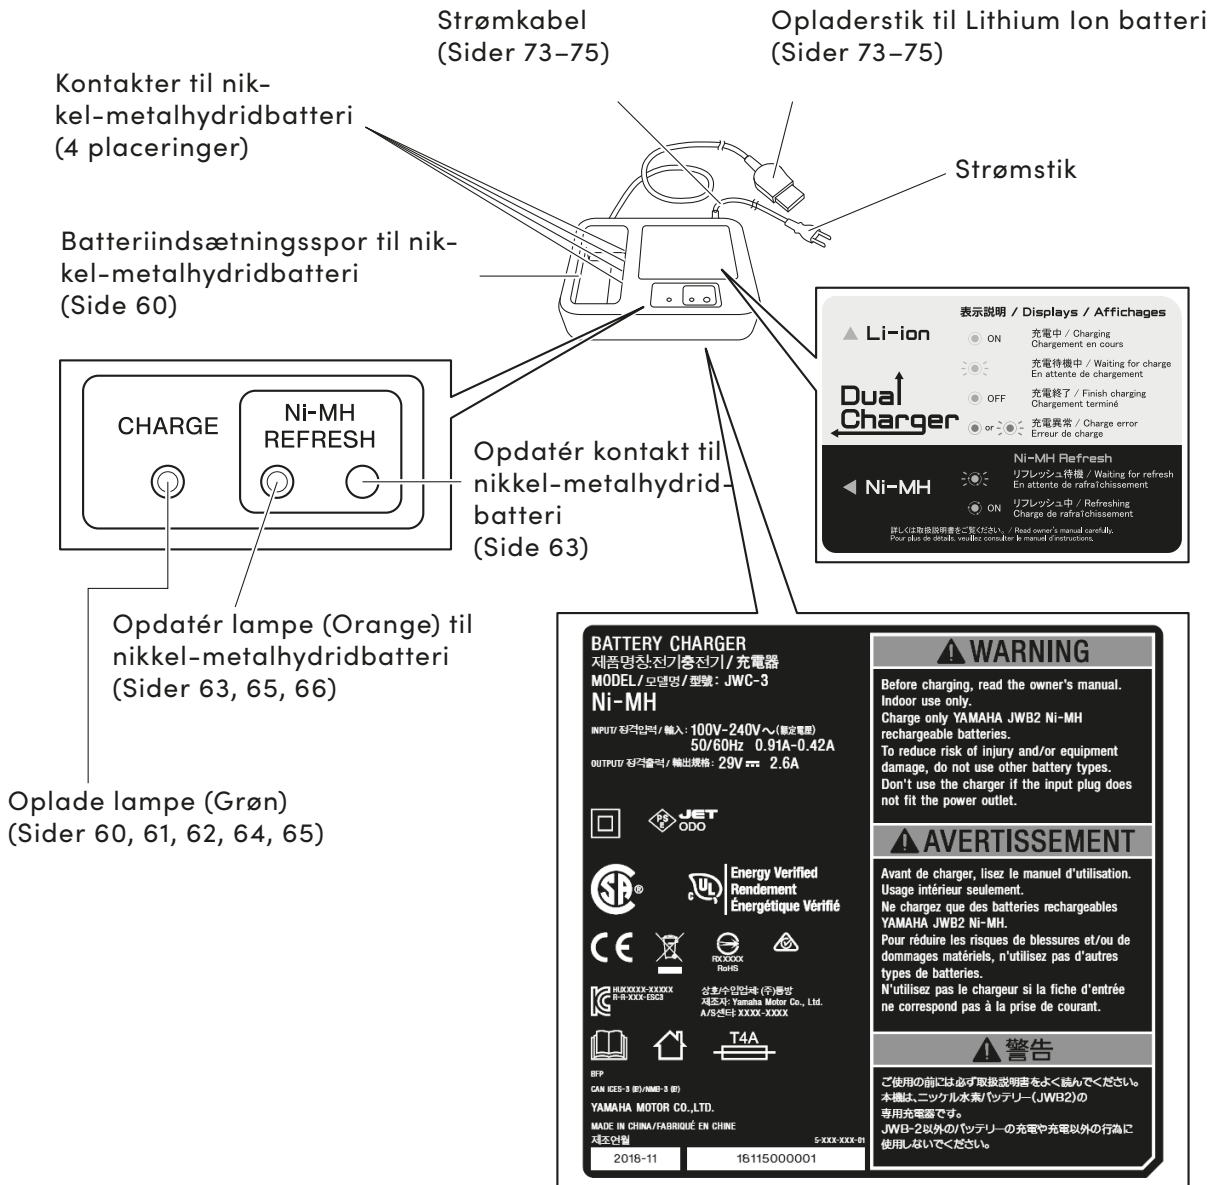 Strømkabel
(Sider 73–75)
Opladerstik til Lithium Ion batteri
(Sider 73–75)
Kontakter til nik-
kel-metalhydridbatteri
(4 placeringer)
Strømstik
Batteriindsætningsspor til nik-
kel-metalhydridbatteri
(Side 60)
表示説明 / Displays / Affichages
Li-ion
ON
充電中 / Charging
Chargement en cours
充電待機中 / Waiting for charge
En attente de chargement
OFF
充電終了 / Finish charging
Chargement terminé
or
充電異常 / Charge error
Erreur de charge
Dual
Charger
Ni-MH Refresh
Ni-MH
リフレッシュ待機 / Waiting for refresh
En attente de rafraîchissement
ON
リフレッシュ中 / Refreshing
Charge de rafraîchissement
詳しくは取扱説明書をご覧ください。 / Read owner's manual carefully.
Pour plus de détails, veuillez consulter le manuel d'instructions.
CHARGE
Ni-MH
REFRESH
Opdatér kontakt til
nikkel-metalhydrid-
batteri
(Side 63)
Opdatér lampe (Orange) til
nikkel-metalhydridbatteri
(Sider 63, 65, 66)
Oplade lampe (Grøn)
(Sider 60, 61, 62, 64, 65)
BATTERY CHARGER
제품명칭:전기충전기 / 充電器
MODEL/모델명/型號: JWC-3
Ni-MH
INPUT/정격입력/輸入: 100V-240V~(額定電壓)
50/60Hz 0.91A-0.42A
OUTPUT/정격출력/輸出規格: 29V 2.6A
PS
E
JET
ODO
SA®
C UL
Energy Verified
Rendement
Énergétique Vérifié
CE
RXXXXX
RoHS
HUXXXXX-XXXXX
R-R-XXX-ESC3
상호/수입업체: (주)통방
제조자: Yamaha Motor Co., Ltd.
A/S센터: XXXX-XXXX
T4A
BFP
CAN ICES-3 (B)/NMB-3 (B)
YAMAHA MOTOR CO.,LTD.
MADE IN CHINA/FABRIQUÉ EN CHINE
제조연월
5-XXX-XXX-01
2018-11
18115000001
WARNING
Before charging, read the owner's manual.
Indoor use only.
Charge only YAMAHA JWB2 Ni-MH
rechargeable batteries.
To reduce risk of injury and/or equipment
damage, do not use other battery types.
Don't use the charger if the input plug does
not fit the power outlet.
AVERTISSEMENT
Avant de charger, lisez le manuel d'utilisation.
Usage intérieur seulement.
Ne chargez que des batteries rechargeables
YAMAHA JWB2 Ni-MH.
Pour réduire les risques de blessures et/ou de
dommages matériels, n'utilisez pas d'autres
types de batteries.
N'utilisez pas le chargeur si la fiche d'entrée
ne correspond pas à la prise de courant.
警告
ご使用の前には必ず取扱説明書をよく読んでください。
本機は、ニッケル水素バッテリー(JWB2)の
専用充電器です。
JWB-2以外のバッテリーの充電や充電以外の行為に
使用しないでください。